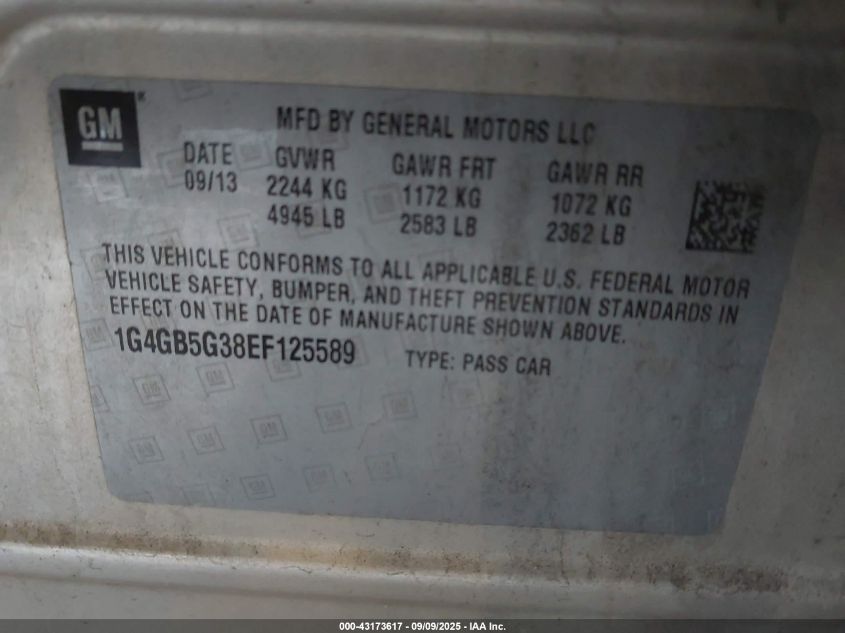 GM
MFD BY GENERAL MOTORS LLC
DATE GVWR GAWR FRT GAWR RR
09/13 2244 KG 1172 KG 1072 KG
4945 LB 2583 LB 2362 LB
THIS VEHICLE CONFORMS TO ALL APPLICABLE U.S. FEDERAL MOTOR
VEHICLE SAFETY, BUMPER, AND THEFT PREVENTION STANDARDS IN
EFFECT ON THE DATE OF MANUFACTURE SHOWN ABOVE.
1G4GB5G38EF125589 TYPE: PASS CAR
000-43173617 - 09/09/2025 - IAA Inc.